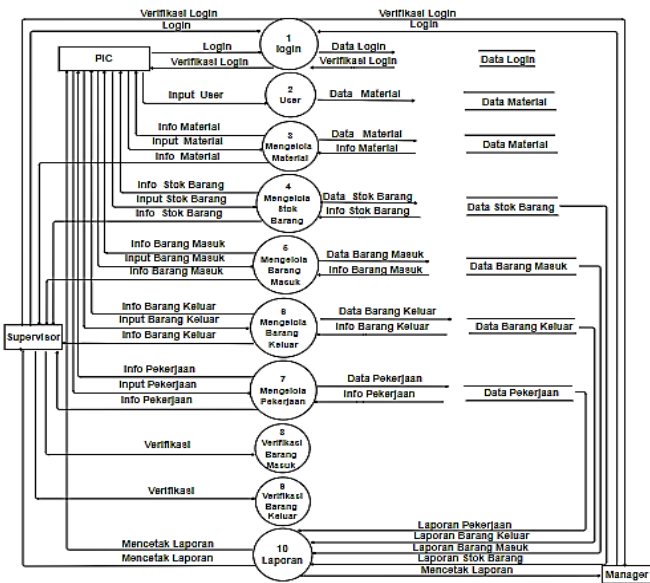 Verifikasi Login
Verifikasi Login
Login
Login
PIC
Login
Verifikasi Login
1
login
Data Login
Verifikasi Login
Data Login
Input User
2
User
Data Material
Data Material
Info Material
Input Material
Info Material
3
Mengelola
Material
Data Material
Info Material
Data Material
Info Stok Barang
Input Stok Barang
Info Stok Barang
4
Mengelola
Stok
Barang
Data Stok Barang
Info Stok Barang
Data Stok Barang
Info Barang Masuk
Input Barang Masuk
Info Barang Masuk
5
Mengelola
Barang
Masuk
Data Barang Masuk
Info Barang Masuk
Data Barang Masuk
Supervisor
Info Barang Keluar
Input Barang Keluar
Info Barang Keluar
6
Mengelola
Barang
Keluar
Data Barang Keluar
Info Barang Keluar
Data Barang Keluar
Info Pekerjaan
Input Pekerjaan
Info Pekerjaan
7
Mengelola
Pekerjaan
Data Pekerjaan
Info Pekerjaan
Data Pekerjaan
Verifikasi
8
Verifikasi
Barang
Masuk
Verifikasi
9
Verifikasi
Barang
Keluar
Mencetak Laporan
Mencetak Laporan
10
Laporan
Laporan Pekerjaan
Laporan Barang Keluar
Laporan Barang Masuk
Laporan Stok Barang
Mencetak Laporan
Manager